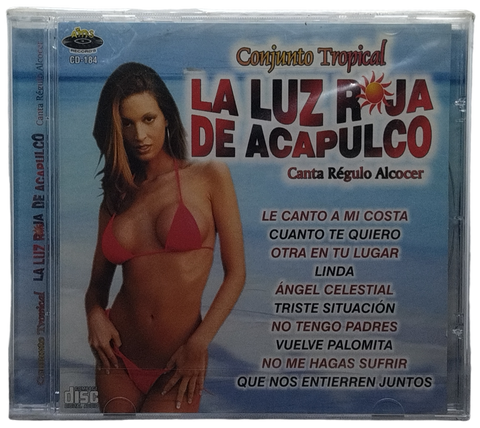 CD-184
Conjunto Tropical
LA LUZ ROJA
DE ACAPULCO
Canta Régulo Alcocer
LE CANTO A MI COSTA
CUANTO TE QUIERO
OTRA EN TU LUGAR
LINDA
ÁNGEL CELESTIAL
TRISTE SITUACIÓN
NO TENGO PADRES
VUELVE PALOMITA
NO ME HAGAS SUFRIR
QUE NOS ENTIERREN JUNTOS
Conjunto Tropical LA LUZ ROJA DE ACAPULCO Canta Régulo Alcocer
disc